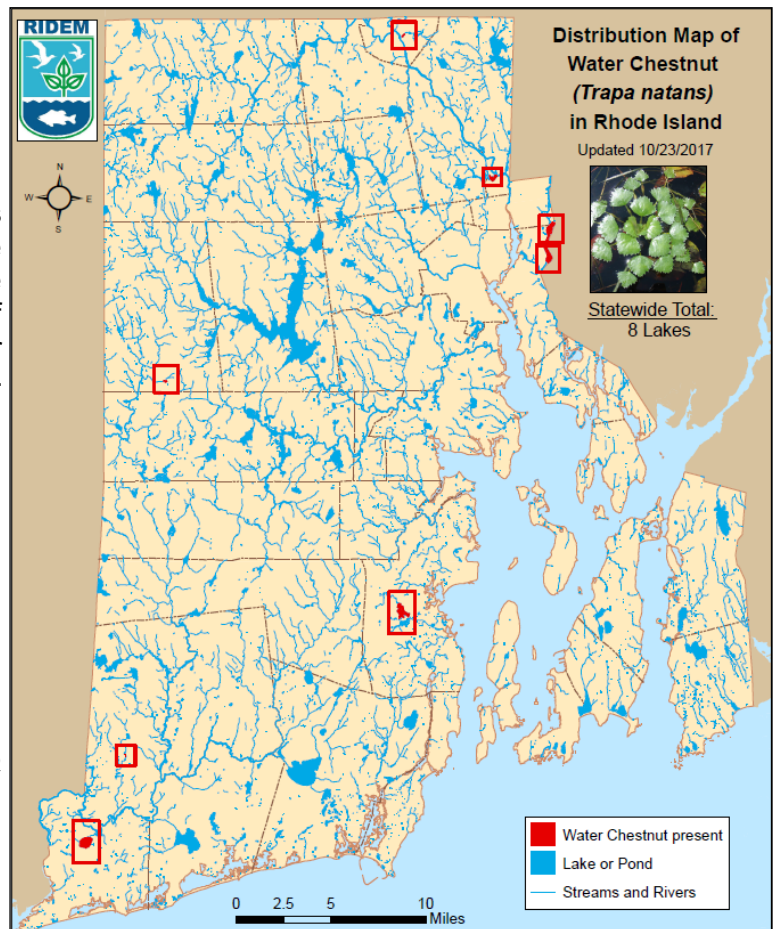 RIDEM
Distribution Map of
Water Chestnut
(Trapa natans)
in Rhode Island
Updated 10/23/2017
Statewide Total:
8 Lakes
N
W
E
S
Water Chestnut present
Lake or Pond
Streams and Rivers
0 2.5 5 10
Miles